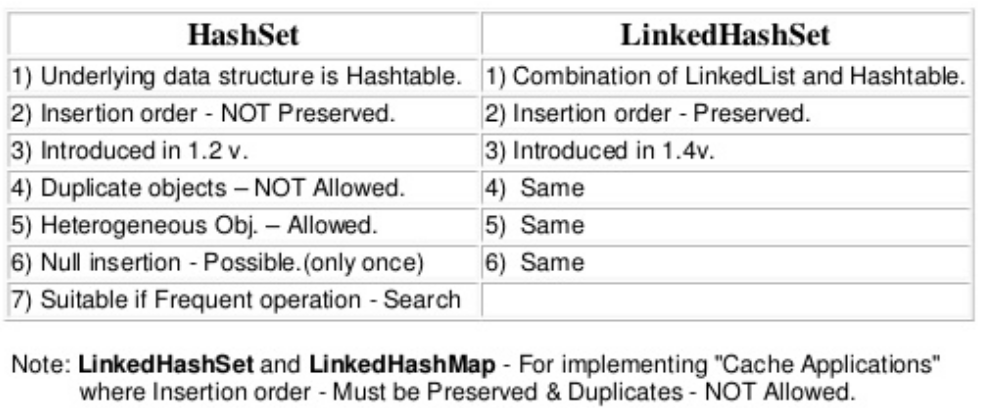 HashSet LinkedHashSet
1) Underlying data structure is Hashtable. 1) Combination of LinkedList and Hashtable.
2) Insertion order - NOT Preserved. 2) Insertion order - Preserved.
3) Introduced in 1.2 v. 3) Introduced in 1.4v.
4) Duplicate objects – NOT Allowed. 4) Same
5) Heterogeneous Obj. – Allowed. 5) Same
6) Null insertion - Possible.(only once) 6) Same
7) Suitable if Frequent operation - Search
Note: LinkedHashSet and LinkedHashMap - For implementing "Cache Applications"
where Insertion order - Must be Preserved & Duplicates - NOT Allowed.